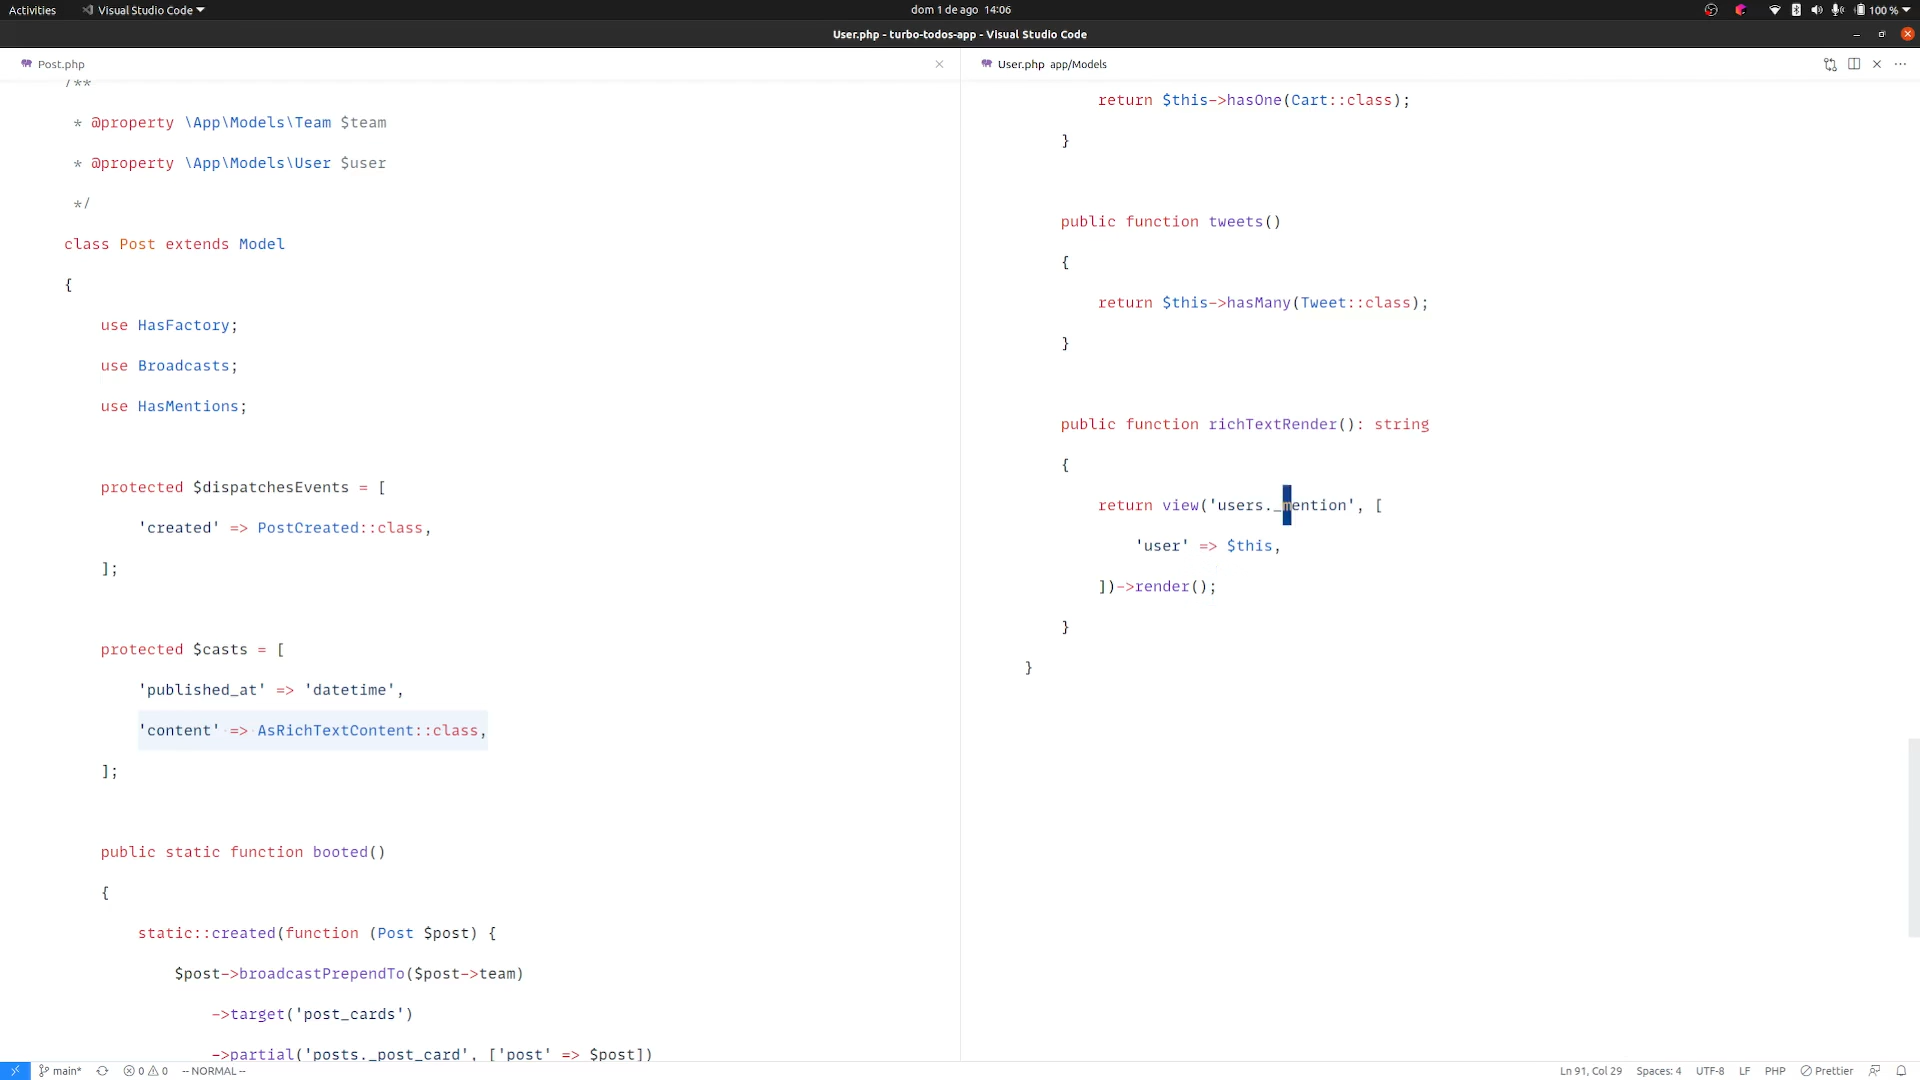 Activities
Visual Studio Code
dom 1 de ago 14:06
100 %
User.php - turbo-todos-app - Visual Studio Code
Post.php
/**
* @property \App\Models\Team $team
* @property \App\Models\User $user
*/
class Post extends Model
{
use HasFactory;
use Broadcasts;
use HasMentions;
protected $dispatchesEvents = [
'created' => PostCreated::class,
];
protected $casts = [
'published_at' => 'datetime',
'content' => AsRichTextContent::class,
];
public static function booted()
{
static::created(function (Post $post) {
$post->broadcastPrependTo($post->team)
->target('post_cards')
->partial('posts._post_card', ['post' => $post])
User.php app/Models
return $this->hasOne(Cart::class);
}
public function tweets()
{
return $this->hasMany(Tweet::class);
}
public function richTextRender(): string
{
return view('users._mention', [
'user' => $this,
])->render();
}
}
main*
0 0
-- NORMAL --
Ln 91, Col 29
Spaces: 4
UTF-8
LF
PHP
Prettier